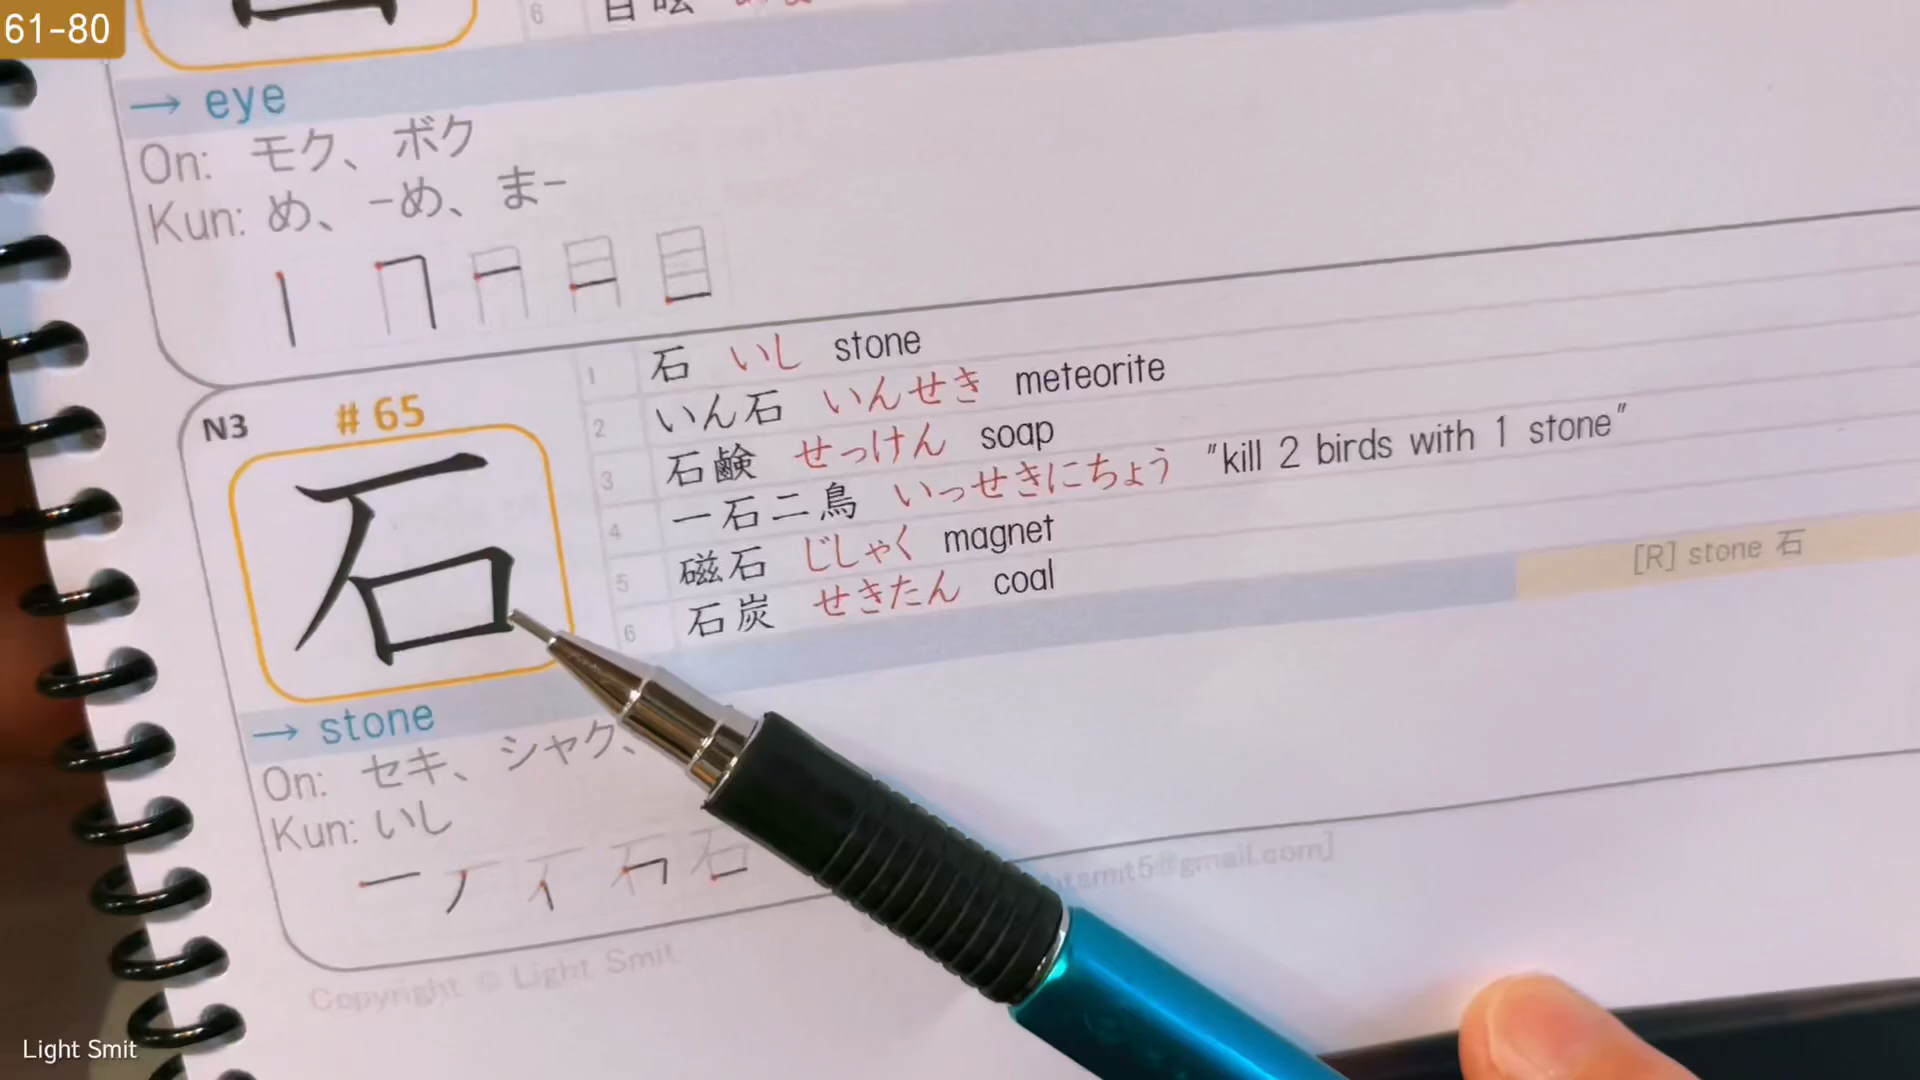 61-80
6
→ eye
On: モク、ボク
Kun: め、-め、ま-
N3 # 65
石
1 石 いし stone
2 いん石 いんせき meteorite
3 石鹸 せっけん soap
4 一石二鳥 いっせきにちょう "kill 2 birds with 1 stone"
5 磁石 じしゃく magnet
6 石炭 せきたん coal
[R] stone 石
→ stone
On: セキ、シャク、
Kun: いし
tsmit5@gmail.com]
Copyright © Light Smit
Light Smit